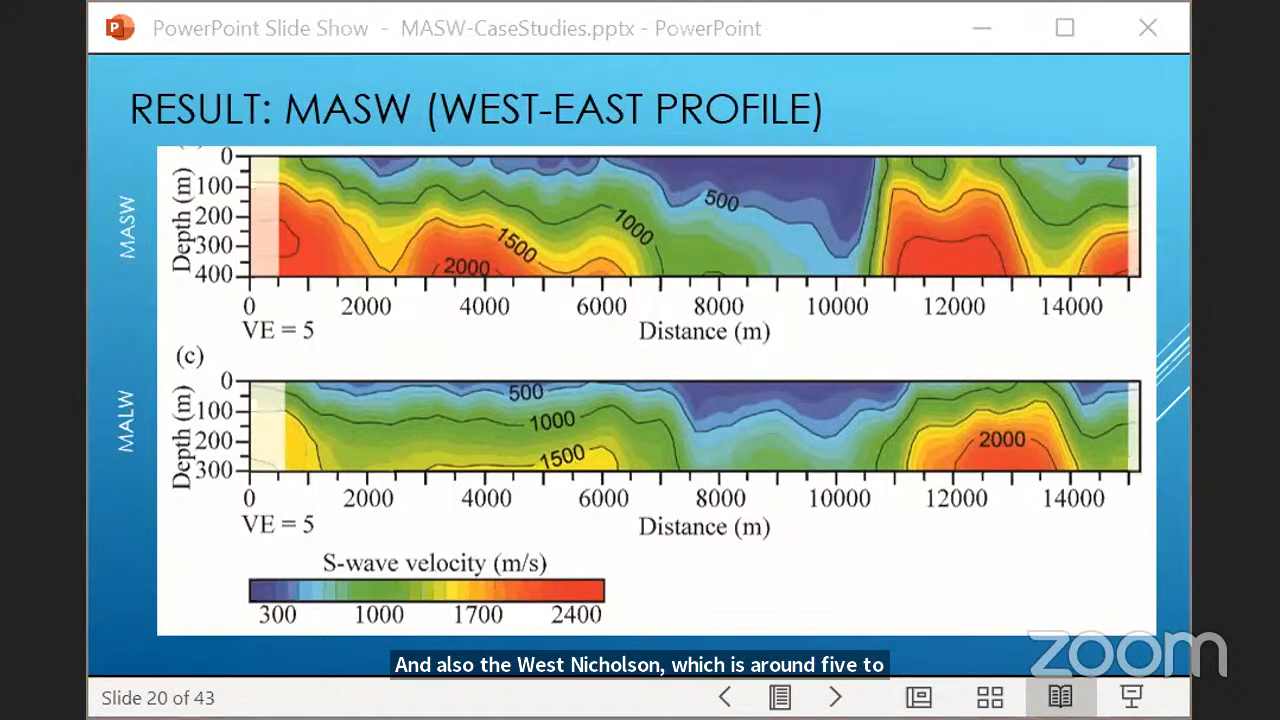 PowerPoint Slide Show - MASW-CaseStudies.pptx - PowerPoint
RESULT: MASW (WEST-EAST PROFILE)
MASW
Depth (m)
0
100
200
300
400
500
1000
1500
2000
0 2000 4000 6000 8000 10000 12000 14000
VE = 5
Distance (m)
(c)
MALW
Depth (m)
0
100
200
300
500
1000
1500
2000
0 2000 4000 6000 8000 10000 12000 14000
VE = 5
Distance (m)
S-wave velocity (m/s)
300 1000 1700 2400
And also the West Nicholson, which is around five to
zoom
Slide 20 of 43